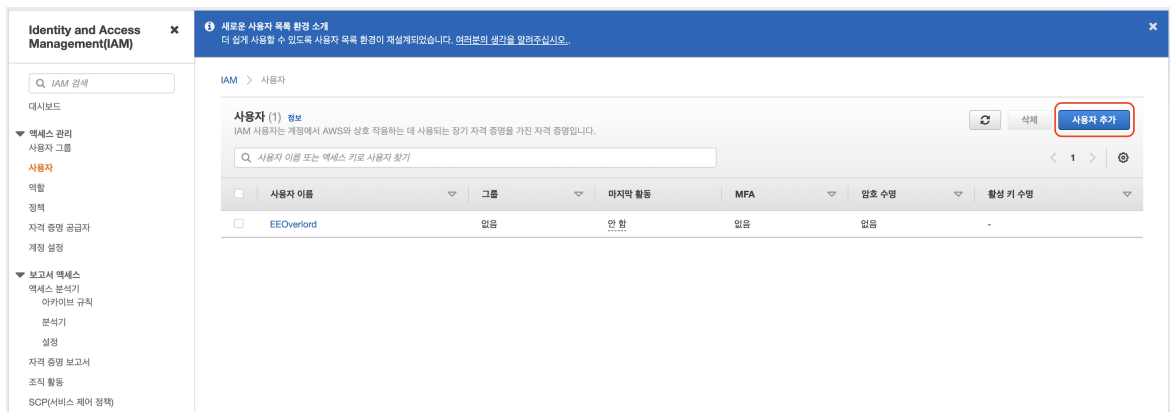 Identity and Access
Management(IAM)
IAM 검색
대시보드
액세스 관리
사용자 그룹
사용자
역할
정책
자격 증명 공급자
계정 설정
보고서 액세스
액세스 분석기
아카이브 규칙
분석기
설정
자격 증명 보고서
조직 활동
SCP(서비스 제어 정책)
새로운 사용자 목록 환경 소개
더 쉽게 사용할 수 있도록 사용자 목록 환경이 재설계되었습니다. 여러분의 생각을 알려주십시오..
IAM > 사용자
사용자 (1) 정보
IAM 사용자는 계정에서 AWS와 상호 작용하는 데 사용되는 장기 자격 증명을 가진 자격 증명입니다.
삭제 사용자 추가
사용자 이름 또는 액세스 키로 사용자 찾기
< 1 >
사용자 이름 그룹 마지막 활동 MFA 암호 수명 활성 키 수명
EEOverlord 없음 안 함 없음 없음 -